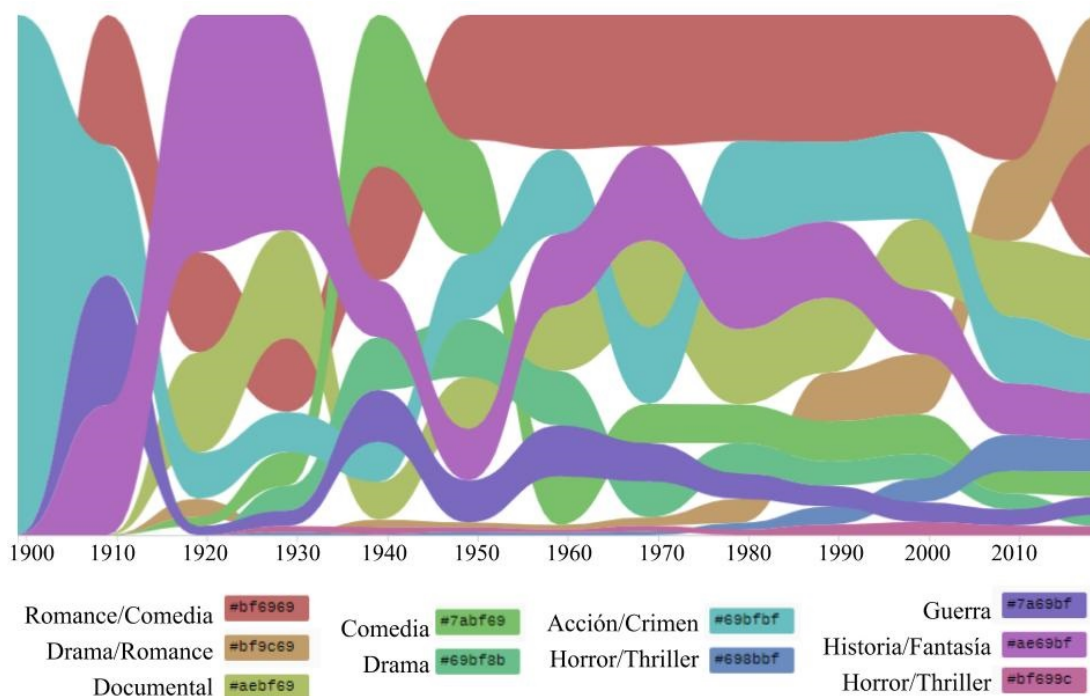 1900 1910 1920 1930 1940 1950 1960 1970 1980 1990 2000 2010
Romance/Comedia #bf6969
Drama/Romance #bf9c69
Documental #aebf69
Comedia #7abf69
Drama #69bf8b
Acción/Crimen #69bfbf
Horror/Thriller #698bbf
Guerra #7a69bf
Historia/Fantasía #ae69bf
Horror/Thriller #bf699c